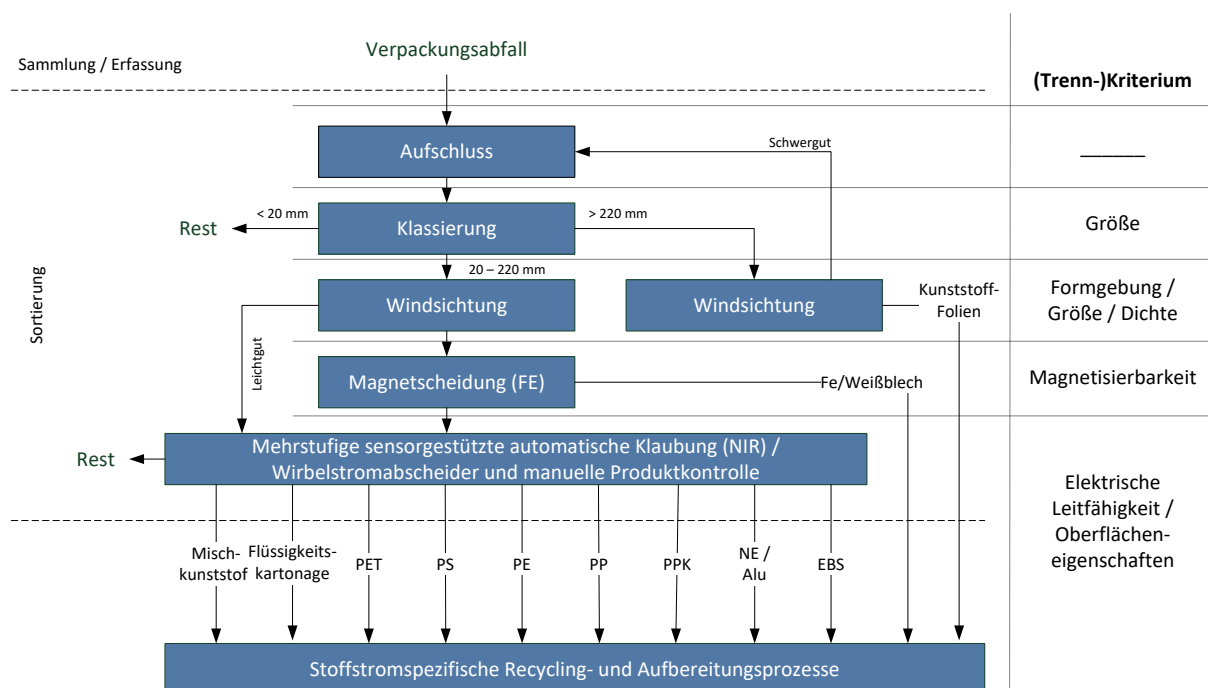 Verpackungsabfall
Sammlung / Erfassung
(Trenn-)Kriterium
Aufschluss
Schwergut
______
< 20 mm
> 220 mm
Rest
Klassierung
Größe
20 – 220 mm
Sortierung
Windsichtung
Windsichtung
Kunststoff-
Folien
Formgebung /
Größe / Dichte
Leichtgut
Magnetscheidung (FE)
Fe/Weißblech
Magnetisierbarkeit
Rest
Mehrstufige sensorgestützte automatische Klaubung (NIR) /
Wirbelstromabscheider und manuelle Produktkontrolle
Elektrische
Leitfähigkeit /
Oberflächen-
eigenschaften
Misch-
kunststof
Flüssigkeits-
kartonage
PET
PS
PE
PP
PPK
NE /
Alu
EBS
Stoffstromspezifische Recycling- und Aufbereitungsprozesse